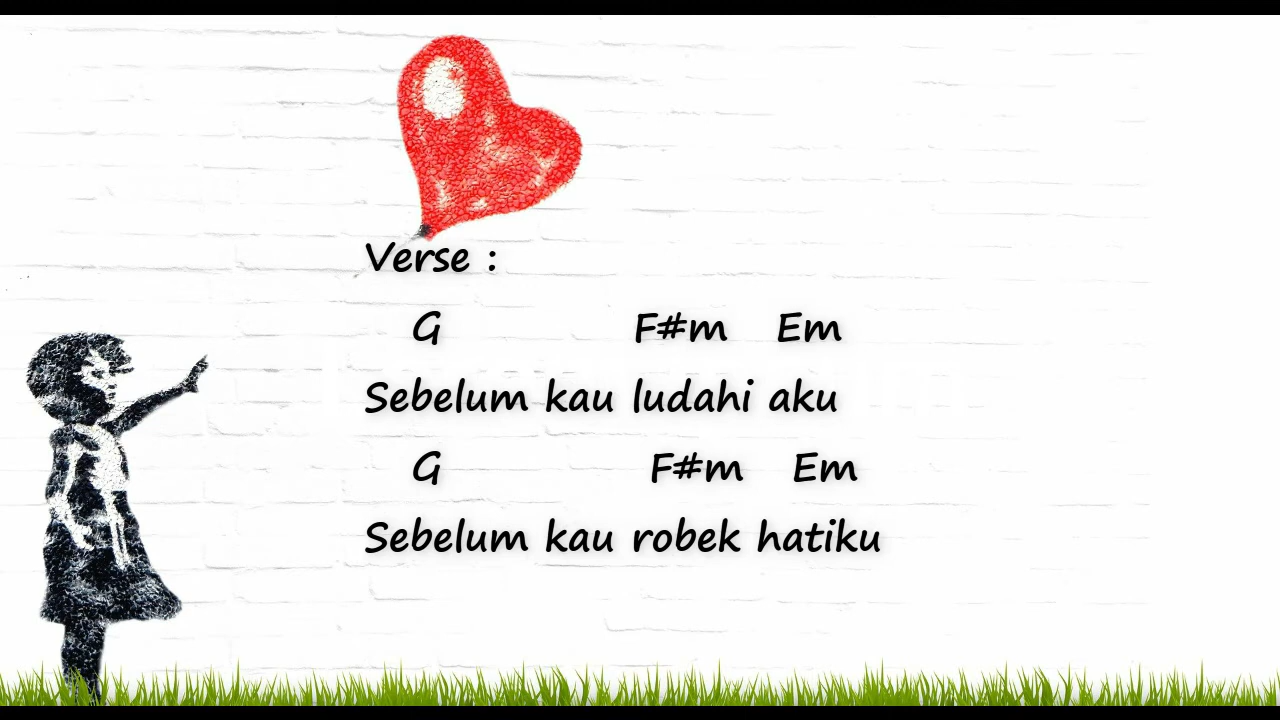 Verse :
G F#m Em
Sebelum kau ludahi aku
G F#m Em
Sebelum kau robek hatiku